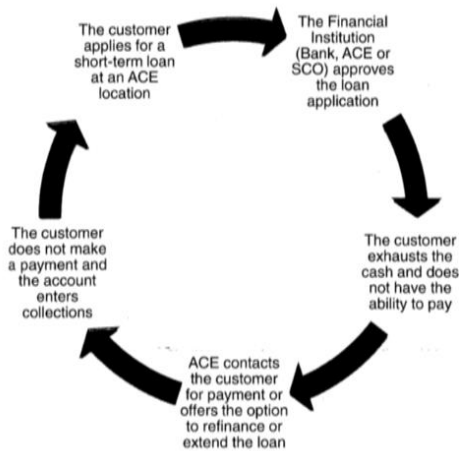 The customer
applies for a
short-term loan
at an ACE
location
The Financial
Institution
(Bank, ACE or
SCO) approves
the loan
application
The customer
exhausts the
cash and does
not have the
ability to pay
ACE contacts
the customer
for payment or
offers the option
to refinance or
extend the loan
The customer
does not make
a payment and
the account
enters
collections